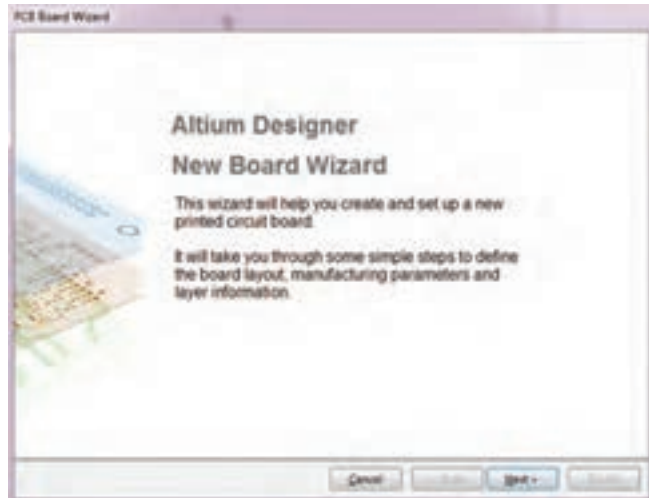 PCB Board Wizard
Altium Designer
New Board Wizard
This wizard will help you create and set up a new
printed circuit board.
It will take you through some simple steps to define
the board layout, manufacturing parameters and
layer information.
Cancel
Next >